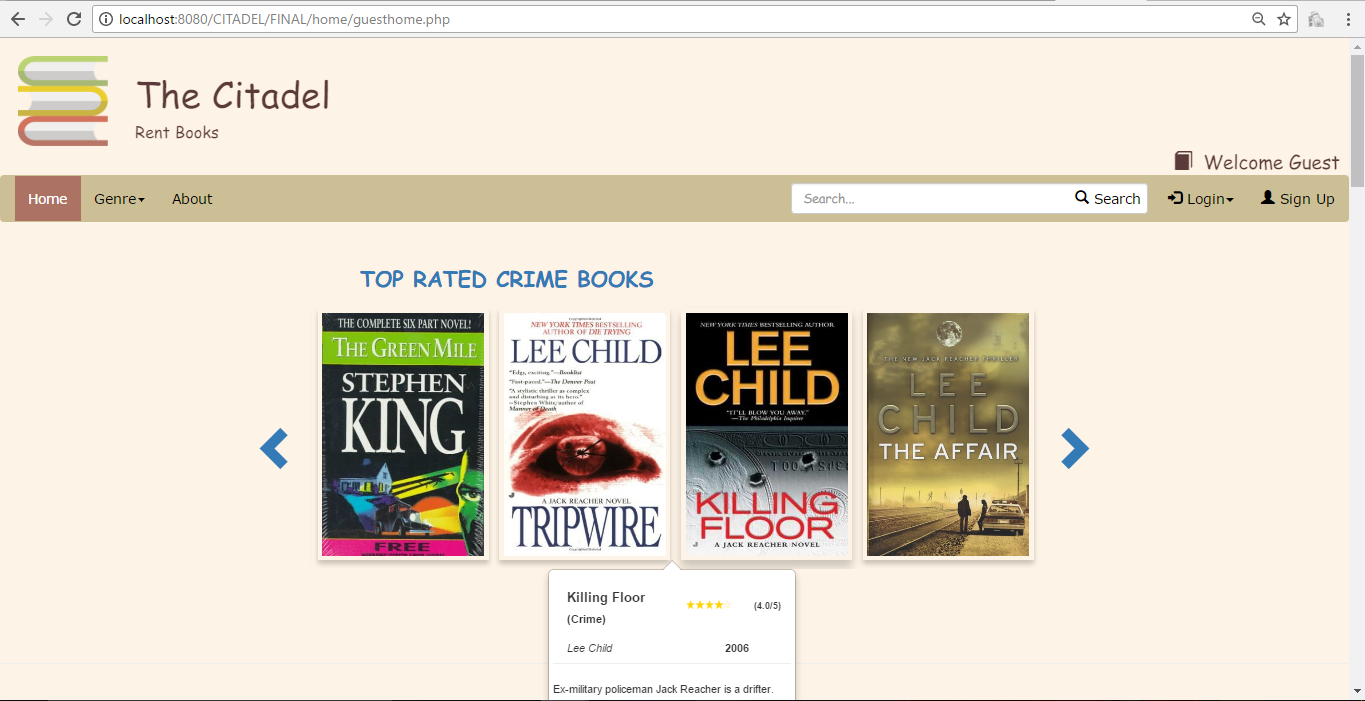 localhost:8080/CITADEL/FINAL/home/guesthome.php
The Citadel
Rent Books
Welcome Guest
Home Genre About Search... Search Login Sign Up
TOP RATED CRIME BOOKS
THE COMPLETE SIX PART NOVEL!
THE GREEN MILE
STEPHEN
KING
FREE
NEW YORK TIMES BESTSELLING
AUTHOR OF DIE TRYING
LEE CHILD
"Edgy, exciting."—Booklist
"Fast-paced."—The Denver Post
"A stylistic thriller as complex
and disturbing as its hero."
—Stephen White, author of
Manner of Death
A JACK REACHER NOVEL
TRIPWIRE
NEW YORK TIMES BESTSELLING AUTHOR
LEE
CHILD
"IT'LL BLOW YOU AWAY."
—The Philadelphia Inquirer
KILLING
FLOOR
A JACK REACHER NOVEL
THE NEW JACK REACHER THRILLER
LEE
CHILD
THE AFFAIR
Killing Floor (4.0/5)
(Crime)
Lee Child 2006
Ex-military policeman Jack Reacher is a drifter.